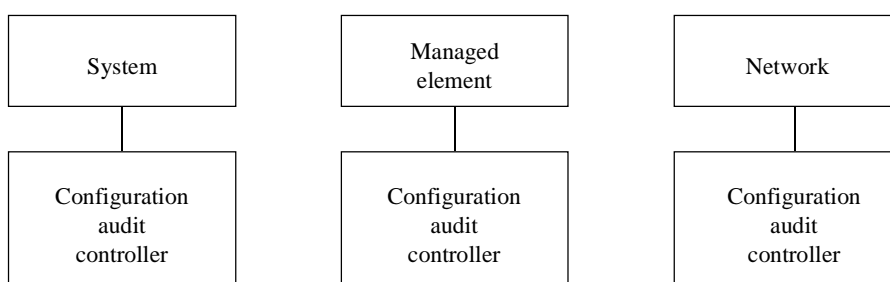 System
Managed
element
Network
Configuration
audit
controller
Configuration
audit
controller
Configuration
audit
controller